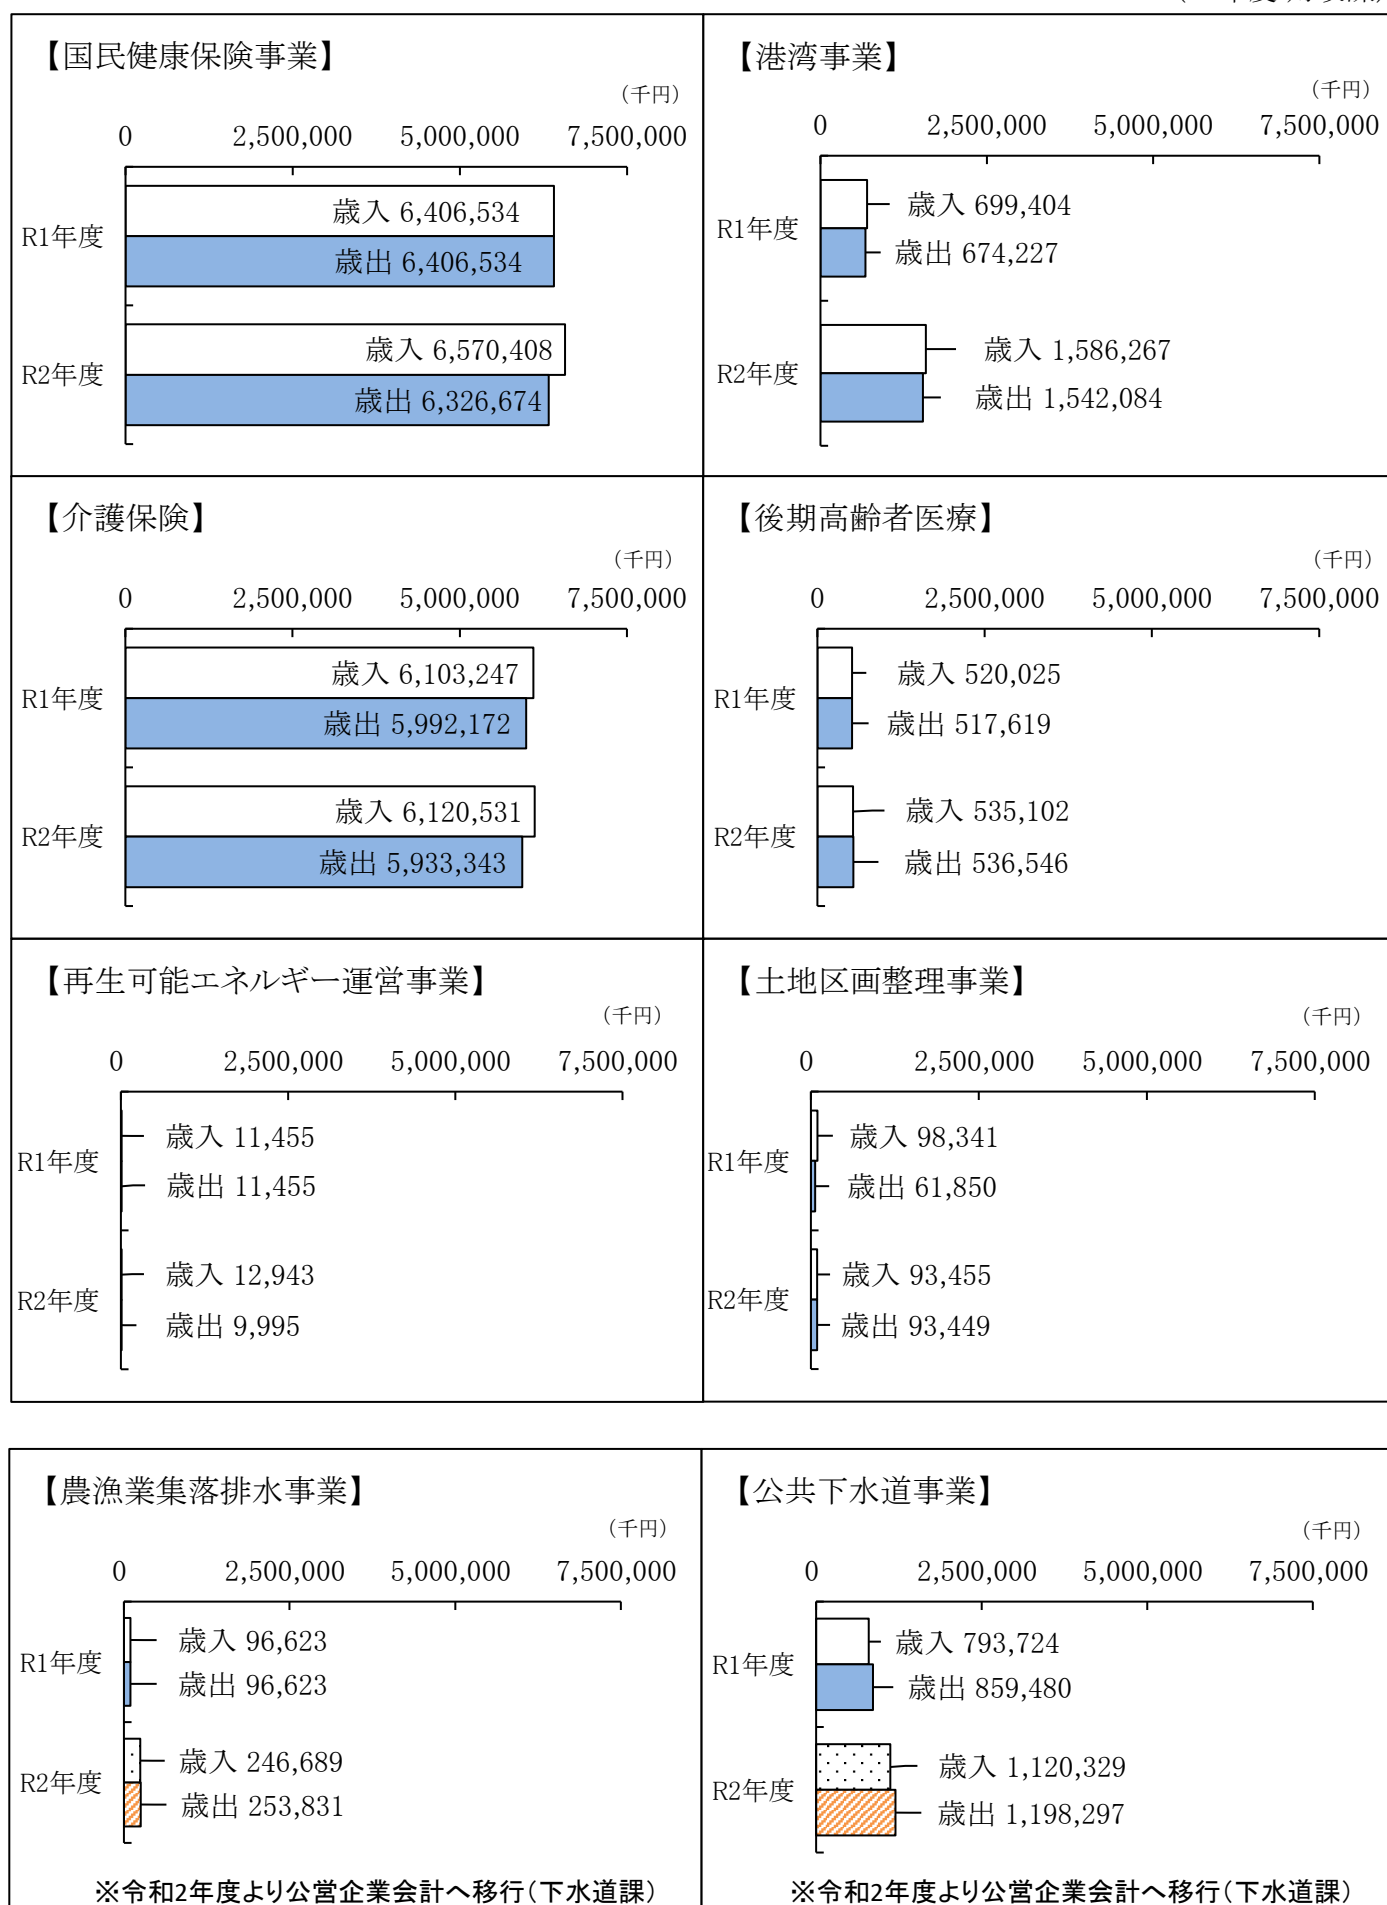 【国民健康保険事業】
（千円）
0 2,500,000 5,000,000 7,500,000
R1年度
歳入 6,406,534
歳出 6,406,534
R2年度
歳入 6,570,408
歳出 6,326,674
【港湾事業】
（千円）
0 2,500,000 5,000,000 7,500,000
R1年度
歳入 699,404
歳出 674,227
R2年度
歳入 1,586,267
歳出 1,542,084
【介護保険】
（千円）
0 2,500,000 5,000,000 7,500,000
R1年度
歳入 6,103,247
歳出 5,992,172
R2年度
歳入 6,120,531
歳出 5,933,343
【後期高齢者医療】
（千円）
0 2,500,000 5,000,000 7,500,000
R1年度
歳入 520,025
歳出 517,619
R2年度
歳入 535,102
歳出 536,546
【再生可能エネルギー運営事業】
（千円）
0 2,500,000 5,000,000 7,500,000
R1年度
歳入 11,455
歳出 11,455
R2年度
歳入 12,943
歳出 9,995
【土地区画整理事業】
（千円）
0 2,500,000 5,000,000 7,500,000
R1年度
歳入 98,341
歳出 61,850
R2年度
歳入 93,455
歳出 93,449
【農漁業集落排水事業】
（千円）
0 2,500,000 5,000,000 7,500,000
R1年度
歳入 96,623
歳出 96,623
R2年度
歳入 246,689
歳出 253,831
※令和2年度より公営企業会計へ移行（下水道課）
【公共下水道事業】
（千円）
0 2,500,000 5,000,000 7,500,000
R1年度
歳入 793,724
歳出 859,480
R2年度
歳入 1,120,329
歳出 1,198,297
※令和2年度より公営企業会計へ移行（下水道課）